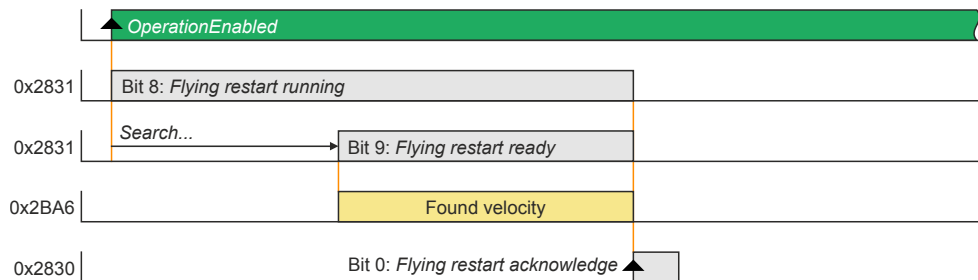 OperationEnabled
0x2831
Bit 8: Flying restart running
Search...
0x2831
Bit 9: Flying restart ready
0x2BA6
Found velocity
0x2830
Bit 0: Flying restart acknowledge